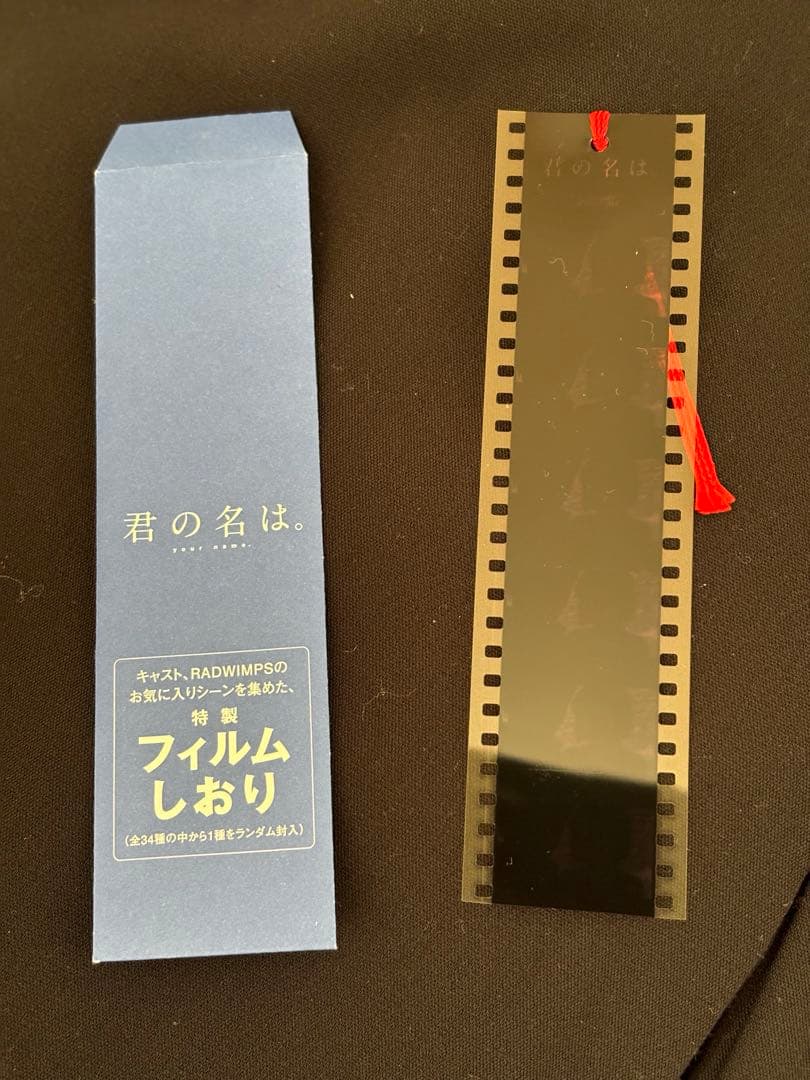 君の名は。
your name.
キャスト、RADWIMPSの
お気に入りシーンを集めた、
特製
フィルム
しおり
(全34種の中から1種をランダム封入)
君の名は